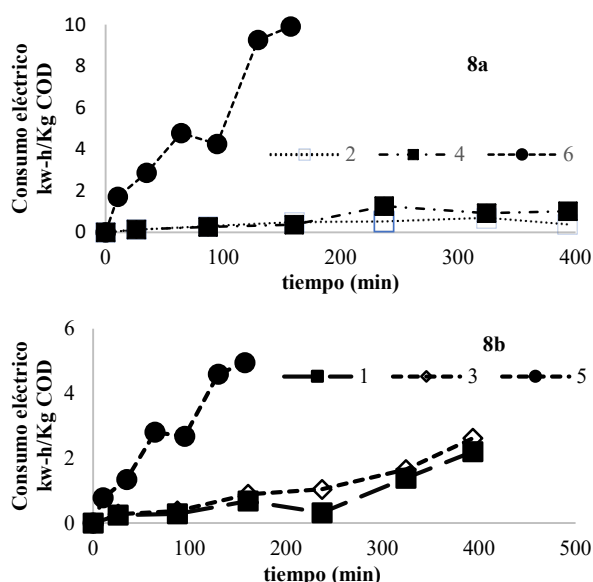 Consumo eléctrico
kw-h/Kg COD
10
8
6
4
2
0
8a
2 4 6
0 100 200 300 400
tiempo (min)
Consumo eléctrico
kw-h/Kg COD
6
4
2
0
8b
1 3 5
0 100 200 300 400 500
tiempo (min)